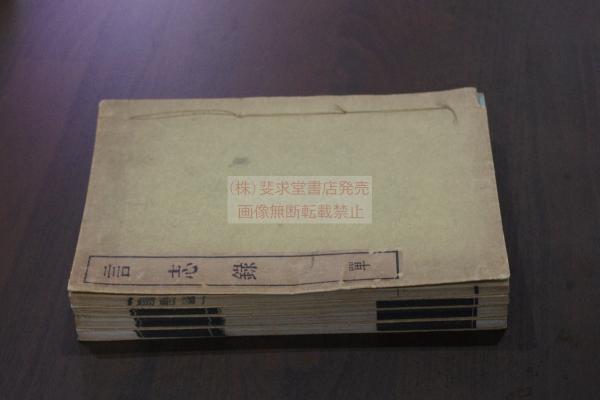 (株)斐求堂書店発売
画像無断転載禁止
言志録 單